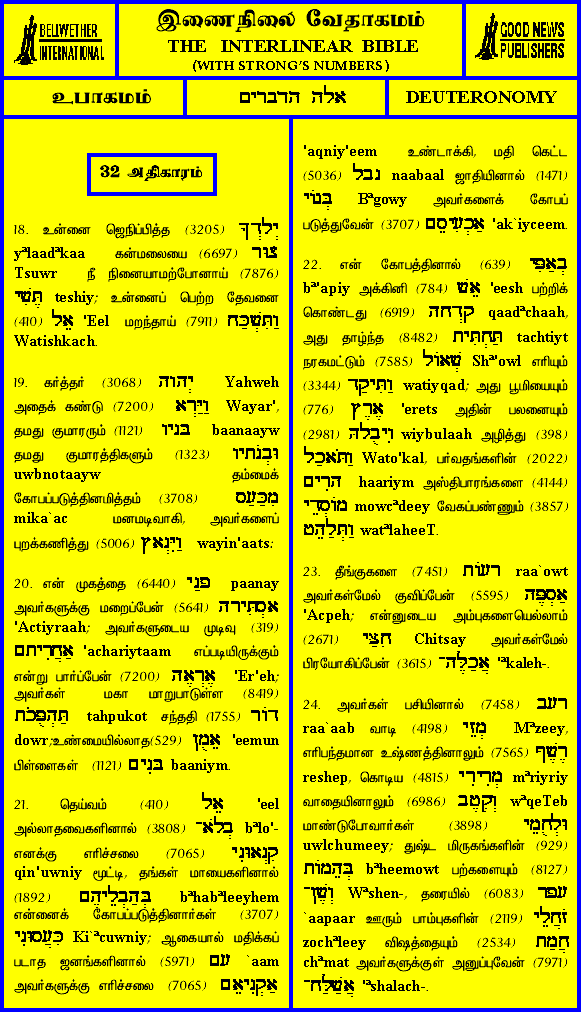 BELLWETHER
INTERNATIONAL
இணைநிலை வேதாகமம்
THE INTERLINEAR BIBLE
(WITH STRONG'S NUMBERS)
GOOD NEWS
PUBLISHERS
உபாகமம்
אלה הדברים
DEUTERONOMY
32 அதிகாரம்
18. உன்னை ஜெநிப்பித்த (3205) יְלָדְךָ
yᵊlaadᵊkaa கன்மலையை (6697) צוּר
Tsuwr நீ நினையாமற்போனாய் (7876)
תֶּשִׁי teshiy; உன்னைப் பெற்ற தேவனை
(410) אֵל 'Eel மறந்தாய் (7911) וַתִּשְׁכַּח
Watishkach.
19. கர்த்தர் (3068) יְהוָה Yahweh
அதைக் கண்டு (7200) וַיַּרְא Wayar',
தமது குமாரரும் (1121) בָּנָיו baanaayw
தமது குமாரத்திகளும் (1323) וּבְנֹתָיו
uwbnotaayw தம்மைக்
கோபப்படுத்தினமித்தம் (3708) מִכַּעַס
mika`ac மனமடிவாகி, அவர்களைப்
புறக்கணித்து (5006) וַיִּנְאָץ wayin'aats:
20. என் முகத்தை (6440) פָנַי paanay
அவர்களுக்கு மறைப்பேன் (5641) אַסְתִּירָה
'Actiyraah; அவர்களுடைய முடிவு (319)
אַחֲרִיתָם 'achariytaam எப்படியிருக்கும்
என்று பார்ப்பேன் (7200) אֶרְאֶה 'Er'eh;
அவர்கள் மகா மாறுபாடுள்ள (8419)
תַּהְפֻּכֹת tahpukot சந்ததி (1755) דוֹר
dowr;உண்மையில்லாத(529) אֵמֻן 'eemun
பிள்ளைகள் (1121) בָּנִים baaniym.
21. தெய்வம் (410) אֵל 'eel
அல்லாதவைகளினால் (3808) בְלֹא־ bᵊlo'-
எனக்கு எரிச்சலை (7065) קִנְאוּנִי
qin'uwniy மூட்டி, தங்கள் மாயைகளினால்
(1892) בְּהַבְלֵיהֶם bᵊhabᵊleeyhem
என்னைக் கோபப்படுத்தினார்கள் (3707)
כִּעֲסוּנִי Ki`ᵃcuwniy; ஆகையால் மதிக்கப்
படாத ஜனங்களினால் (5971) עָם `aam
அவர்களுக்கு எரிச்சலை (7065) אַקְנִיאֵם
'aqniy'eem உண்டாக்கி, மதி கெட்ட
(5036) נָבָל naabaal ஜாதியினால் (1471)
בְּגוֹי Bᵊgowy அவர்களைக் கோபப்
படுத்துவேன் (3707) אַכְעִיסֵם 'ak`iyceem.
22. என் கோபத்தினால் (639) בְאַפִּי
bᵊ'apiy அக்கினி (784) אֵשׁ 'eesh பற்றிக்
கொண்டது (6919) קָדְחָה qaadᵊchaah,
அது தாழ்ந்த (8482) תַּחְתִּית tachtiyt
நரகமட்டும் (7585) שְׁאוֹל Shᵊ'owl எரியும்
(3344) וַתִּיקַד watiyqad; அது பூமியையும்
(776) אֶרֶץ 'erets அதின் பலனையும்
(2981) וִיבֻלָהּ wiybulaah அழித்து (398)
וַתֹּאכַל Wato'kal, பர்வதங்களின் (2022)
הָרִים haariym அஸ்திபாரங்களை (4144)
מוֹסְדֵי mowcᵊdeey வேகப்பண்ணும் (3857)
וַתְּלַהֵט watᵊlaheeT.
23. தீங்குகளை (7451) רָעוֹת raa`owt
அவர்கள்மேல் குவிப்பேன் (5595) אַסְפֶּה
'Acpeh; என்னுடைய அம்புகளையெல்லாம்
(2671) חִצַּי Chitsay அவர்கள்மேல்
பிரயோகிப்பேன் (3615) אֲכַלֶּה־ 'ᵃkaleh-.
24. அவர்கள் பசியினால் (7458) רָעָב
raa`aab வாடி (4198) מְזֵי Mᵊzeey,
எரிபந்தமான உஷ்ணத்தினாலும் (7565) רֶשֶׁף
reshep, கொடிய (4815) מְרִירִי mᵊriyriy
வாதையினாலும் (6986) וְקֶטֶב wᵊqeTeb
மாண்டுபோவார்கள் (3898) וּלְחֻמֵי
uwlchumeey; துஷ்ட மிருகங்களின் (929)
בְּהֵמוֹת bᵊheemowt பற்களையும் (8127)
וְשֶׁן־ Wᵊshen-, தரையில் (6083) עָפָר
`aapaar ஊரும் பாம்புகளின் (2119) זֹחֲלֵי
zochᵃleey விஷத்தையும் (2534) חֲמַת
chᵃmat அவர்களுக்குள் அனுப்புவேன் (7971)
אֲשַׁלַּח־ 'ᵃshalach-.